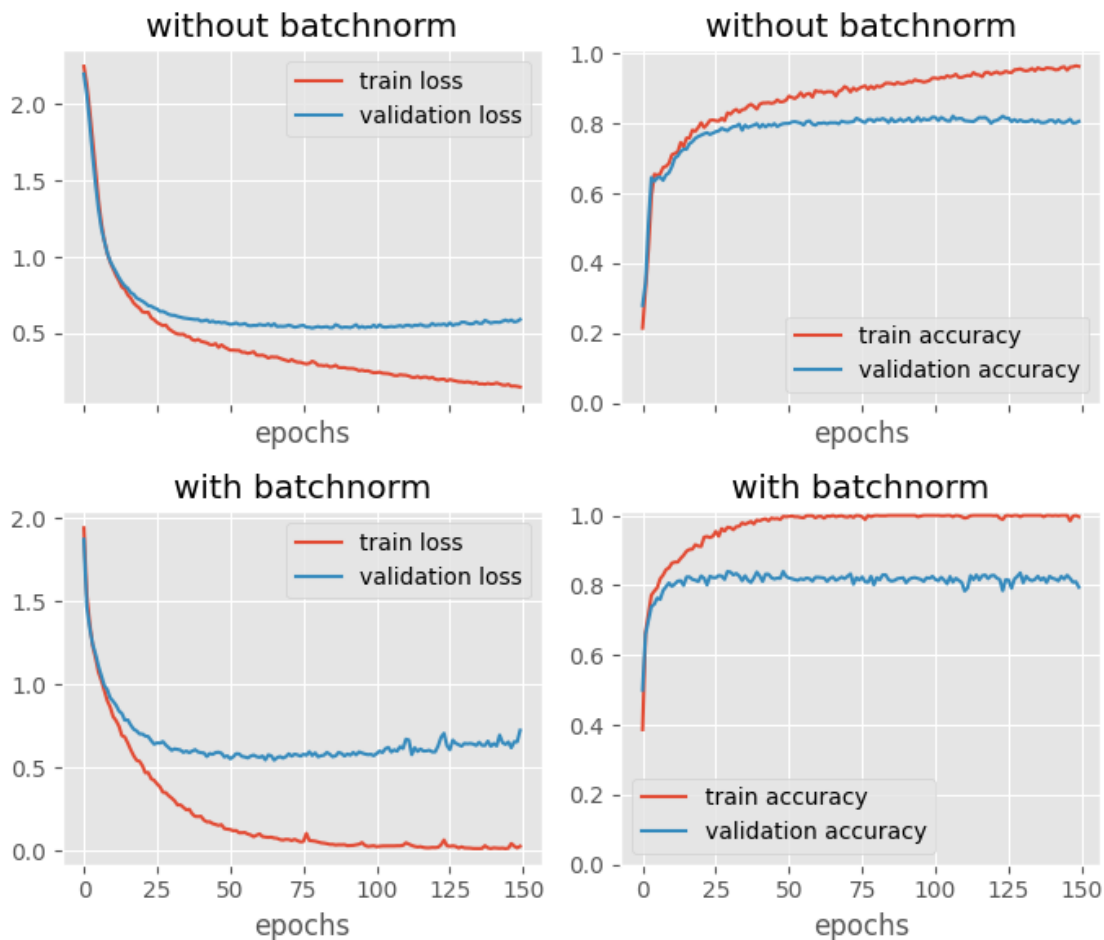 without batchnorm
without batchnorm
train loss
validation loss
2.0
1.5
1.0
0.5
epochs
1.0
0.8
0.6
0.4
0.2
0.0
train accuracy
validation accuracy
epochs
with batchnorm
with batchnorm
train loss
validation loss
2.0
1.5
1.0
0.5
0.0
0 25 50 75 100 125 150
epochs
1.0
0.8
0.6
0.4
0.2
0.0
train accuracy
validation accuracy
0 25 50 75 100 125 150
epochs